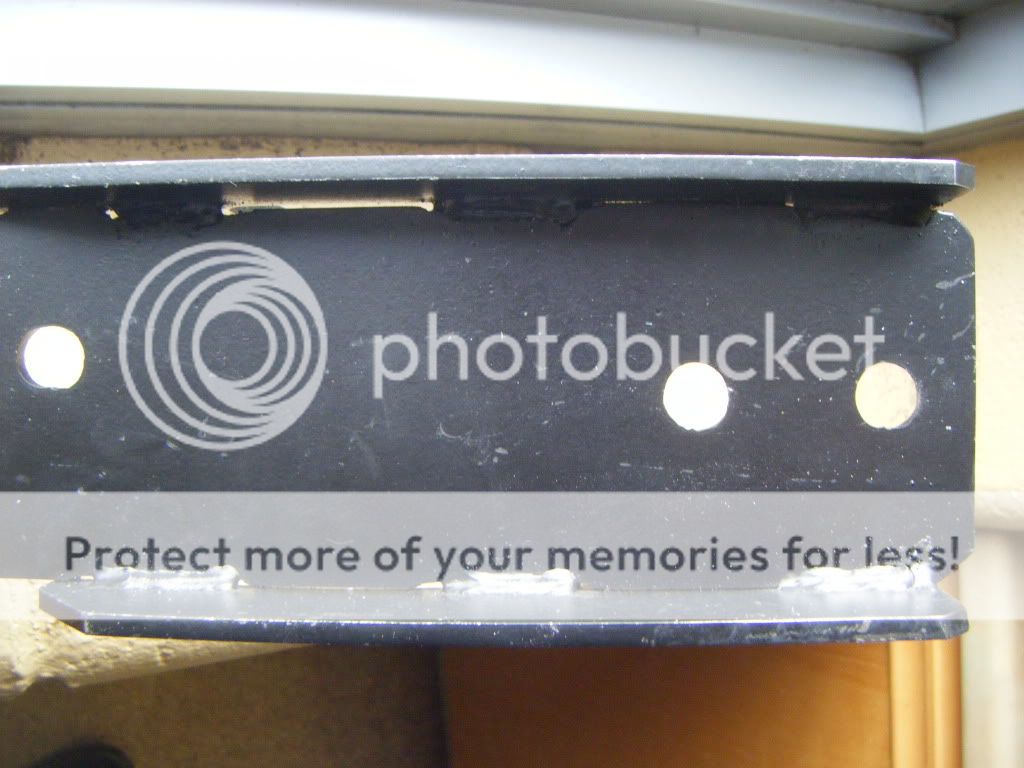 photobucket
Protect more of your memories for less!